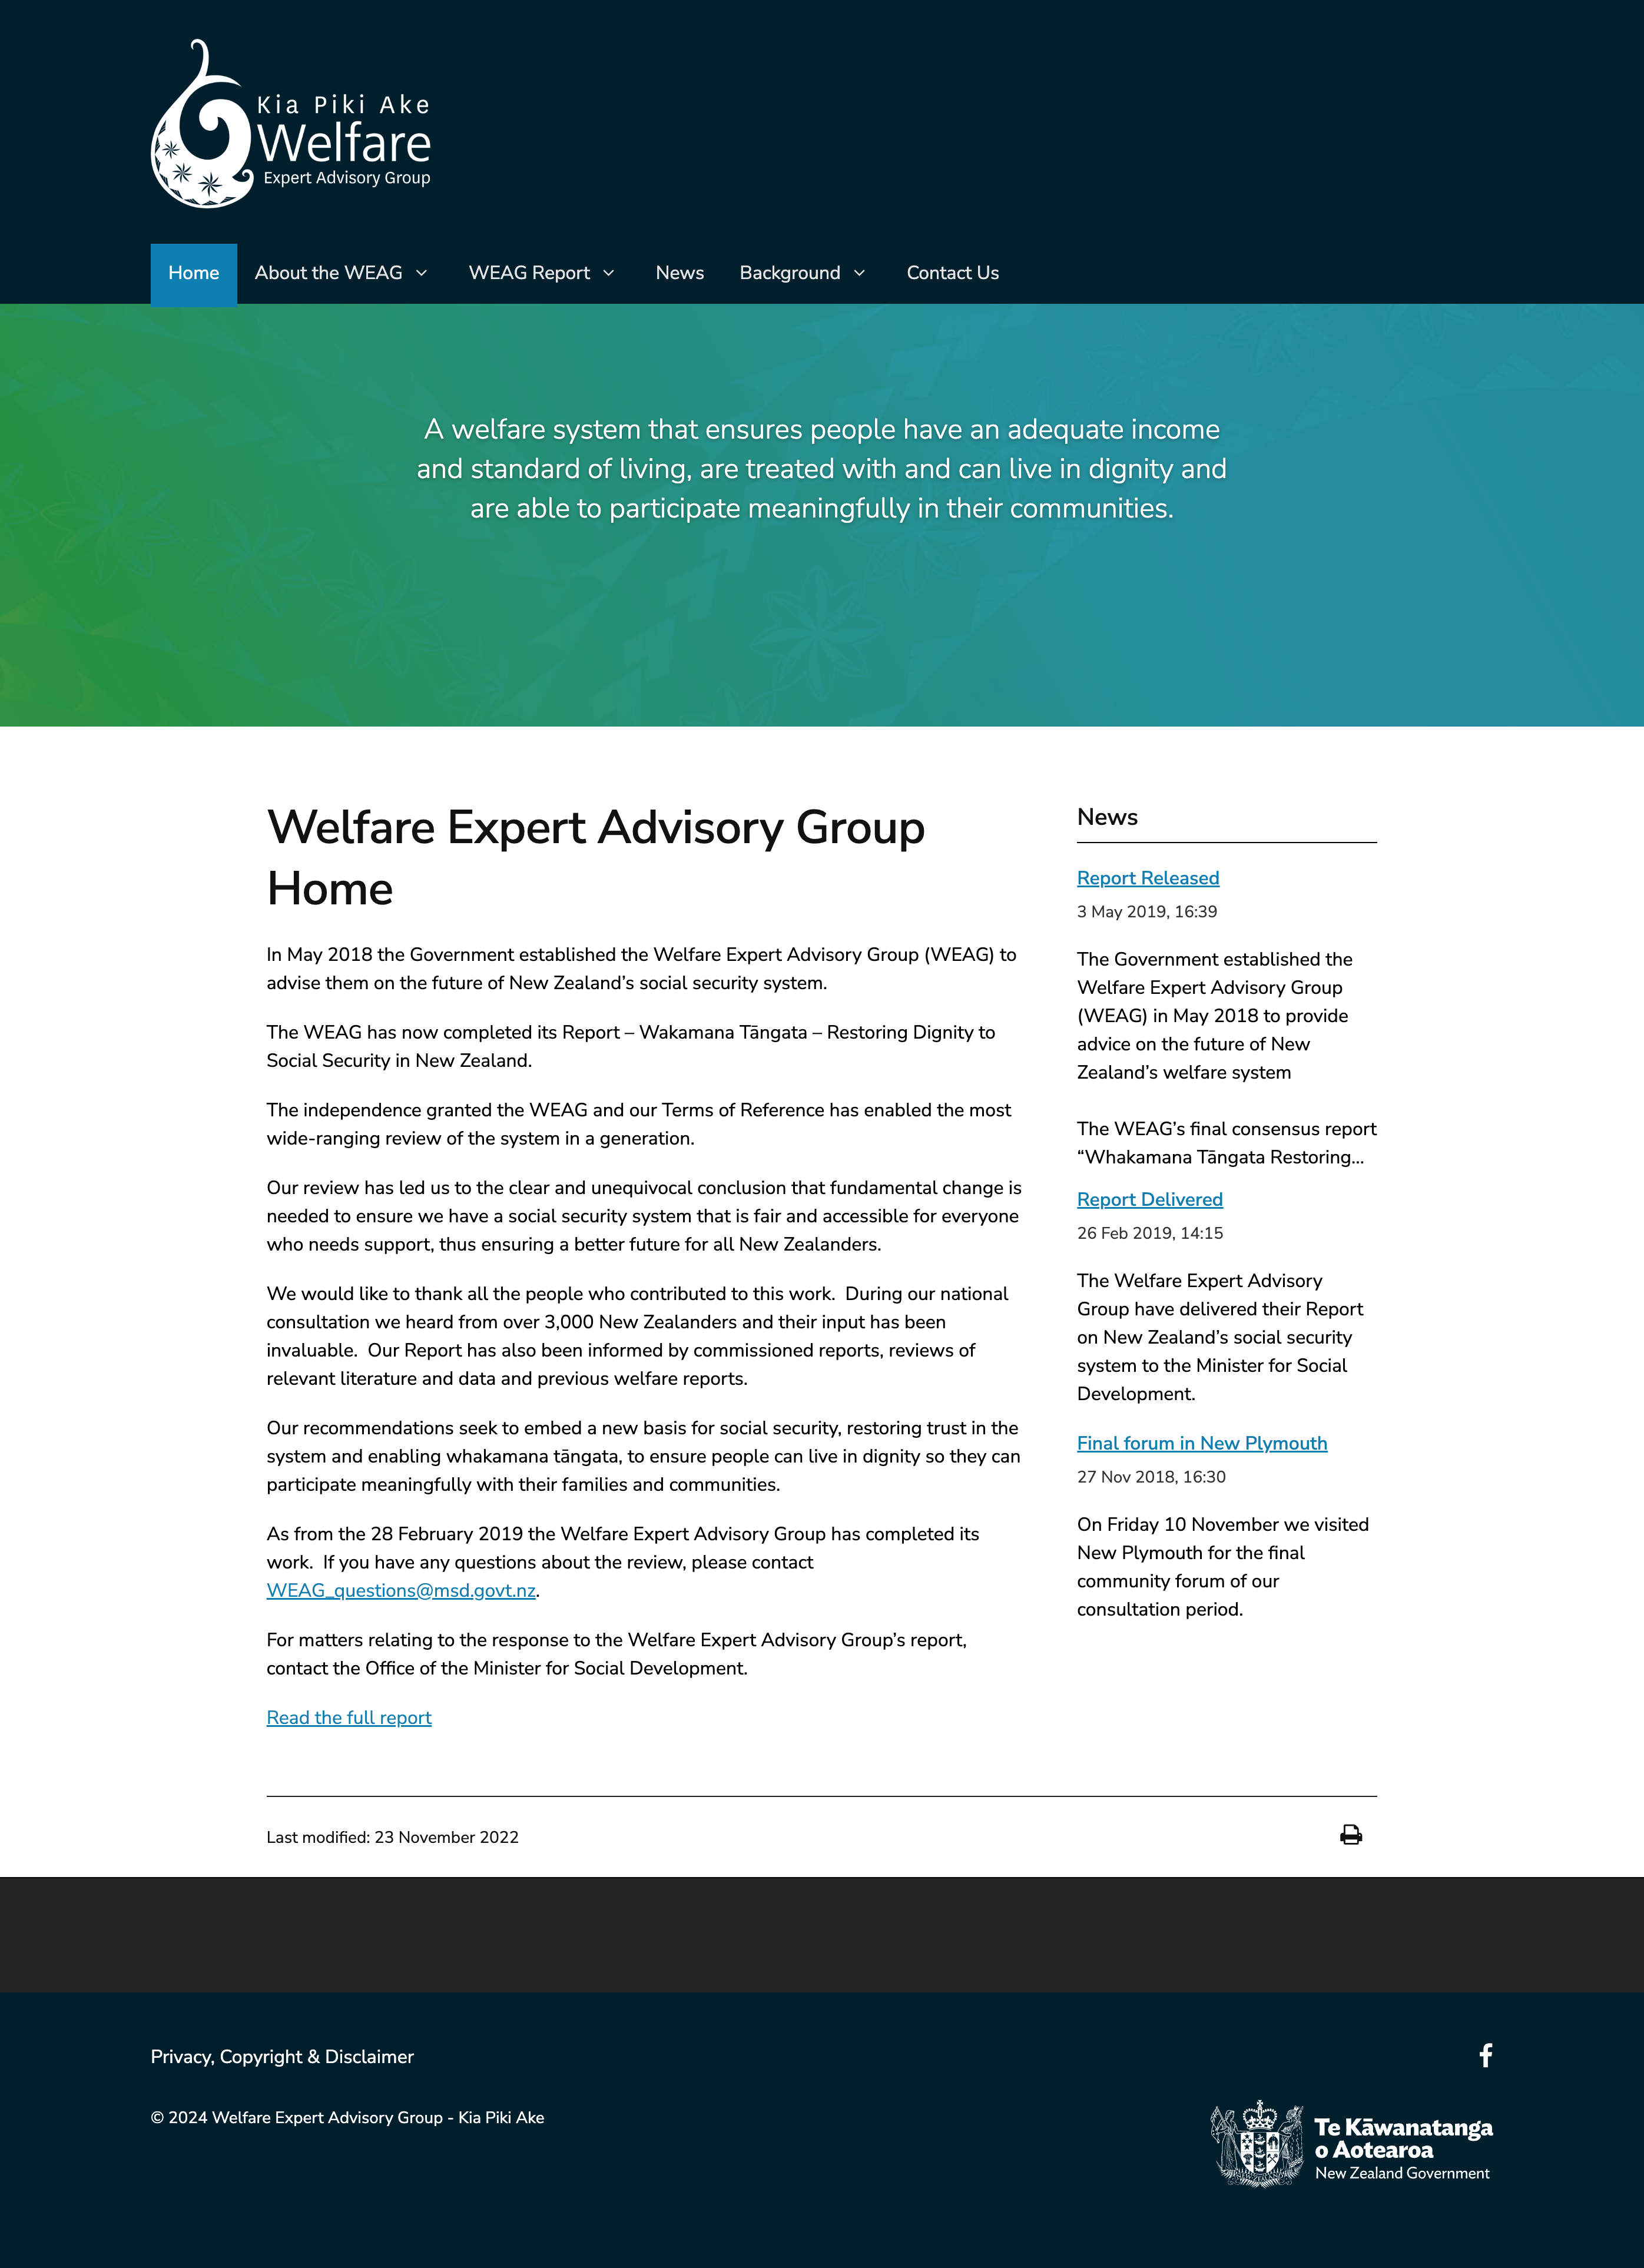 Kia Piki Ake
Welfare
Expert Advisory Group
Home About the WEAG WEAG Report News Background Contact Us
A welfare system that ensures people have an adequate income
and standard of living, are treated with and can live in dignity and
are able to participate meaningfully in their communities.
Welfare Expert Advisory Group
Home
In May 2018 the Government established the Welfare Expert Advisory Group (WEAG) to
advise them on the future of New Zealand’s social security system.
The WEAG has now completed its Report – Wakamana Tāngata – Restoring Dignity to
Social Security in New Zealand.
The independence granted the WEAG and our Terms of Reference has enabled the most
wide-ranging review of the system in a generation.
Our review has led us to the clear and unequivocal conclusion that fundamental change is
needed to ensure we have a social security system that is fair and accessible for everyone
who needs support, thus ensuring a better future for all New Zealanders.
We would like to thank all the people who contributed to this work.  During our national
consultation we heard from over 3,000 New Zealanders and their input has been
invaluable.  Our Report has also been informed by commissioned reports, reviews of
relevant literature and data and previous welfare reports.
Our recommendations seek to embed a new basis for social security, restoring trust in the
system and enabling whakamana tāngata, to ensure people can live in dignity so they can
participate meaningfully with their families and communities.
As from the 28 February 2019 the Welfare Expert Advisory Group has completed its
work.  If you have any questions about the review, please contact
WEAG_questions@msd.govt.nz.
For matters relating to the response to the Welfare Expert Advisory Group’s report,
contact the Office of the Minister for Social Development.
Read the full report
News
Report Released
3 May 2019, 16:39
The Government established the
Welfare Expert Advisory Group
(WEAG) in May 2018 to provide
advice on the future of New
Zealand’s welfare system
The WEAG’s final consensus report
“Whakamana Tāngata Restoring...
Report Delivered
26 Feb 2019, 14:15
The Welfare Expert Advisory
Group have delivered their Report
on New Zealand’s social security
system to the Minister for Social
Development.
Final forum in New Plymouth
27 Nov 2018, 16:30
On Friday 10 November we visited
New Plymouth for the final
community forum of our
consultation period.
Last modified: 23 November 2022
Privacy, Copyright & Disclaimer
© 2024 Welfare Expert Advisory Group - Kia Piki Ake
Te Kāwanatanga
o Aotearoa
New Zealand Government